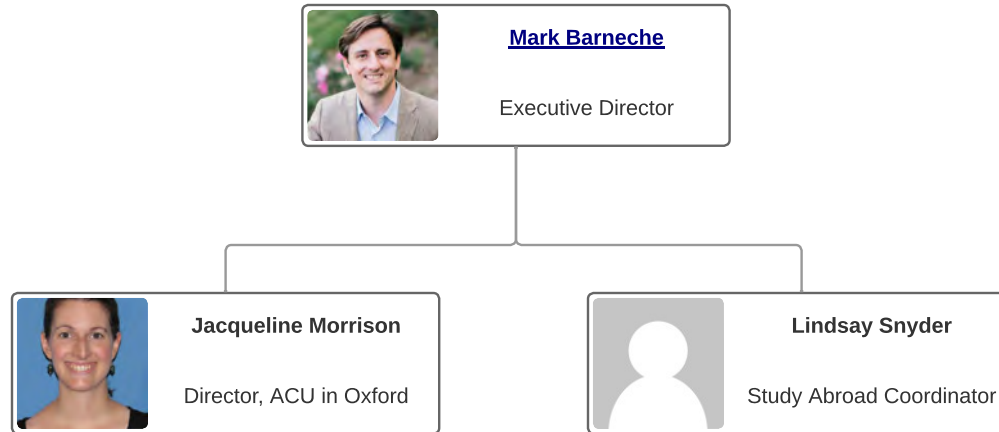 Mark Barneche
Executive Director
Jacqueline Morrison
Lindsay Snyder
Director, ACU in Oxford
Study Abroad Coordinator